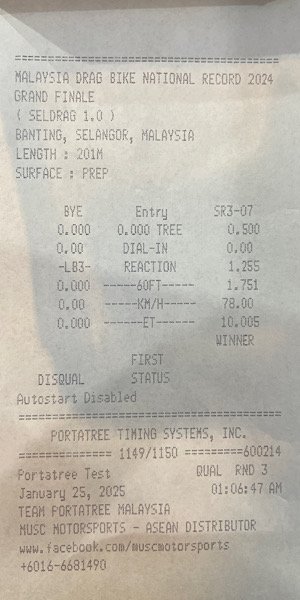 ==========================================
MALAYSIA DRAG BIKE NATIONAL RECORD 2024
GRAND FINALE
( SELDRAG 1.0 )
BANTING, SELANGOR, MALAYSIA
LENGTH : 201M
SURFACE : PREP
BYE Entry SR3-07
0.000 0.000 TREE 0.500
0.00 DIAL-IN 0.00
-LB3- REACTION 1.255
0.000 ------60FT------ 1.751
0.00 ------KM/H------ 78.00
0.000 -------ET------- 10.005
WINNER
FIRST
DISQUAL STATUS
Autostart Disabled
==========================================
PORTATREE TIMING SYSTEMS, INC.
=============== 1149/1150 =========600214
Portatree Test QUAL RND 3
January 25, 2025 01:06:47 AM
TEAM PORTATREE MALAYSIA
MUSC MOTORSPORTS - ASEAN DISTRIBUTOR
www.facebook.com/muscmotorsports
+6016-6681490